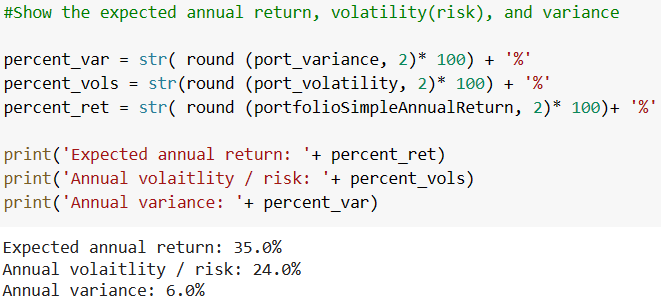 #Show the expected annual return, volatility(risk), and variance
percent_var = str( round (port_variance, 2)* 100) + '%'
percent_vols = str(round (port_volatility, 2)* 100) + '%'
percent_ret = str( round (portfolioSimpleAnnualReturn, 2)* 100)+ '%'
print('Expected annual return: '+ percent_ret)
print('Annual volaitlity / risk: '+ percent_vols)
print('Annual variance: '+ percent_var)
Expected annual return: 35.0%
Annual volaitlity / risk: 24.0%
Annual variance: 6.0%